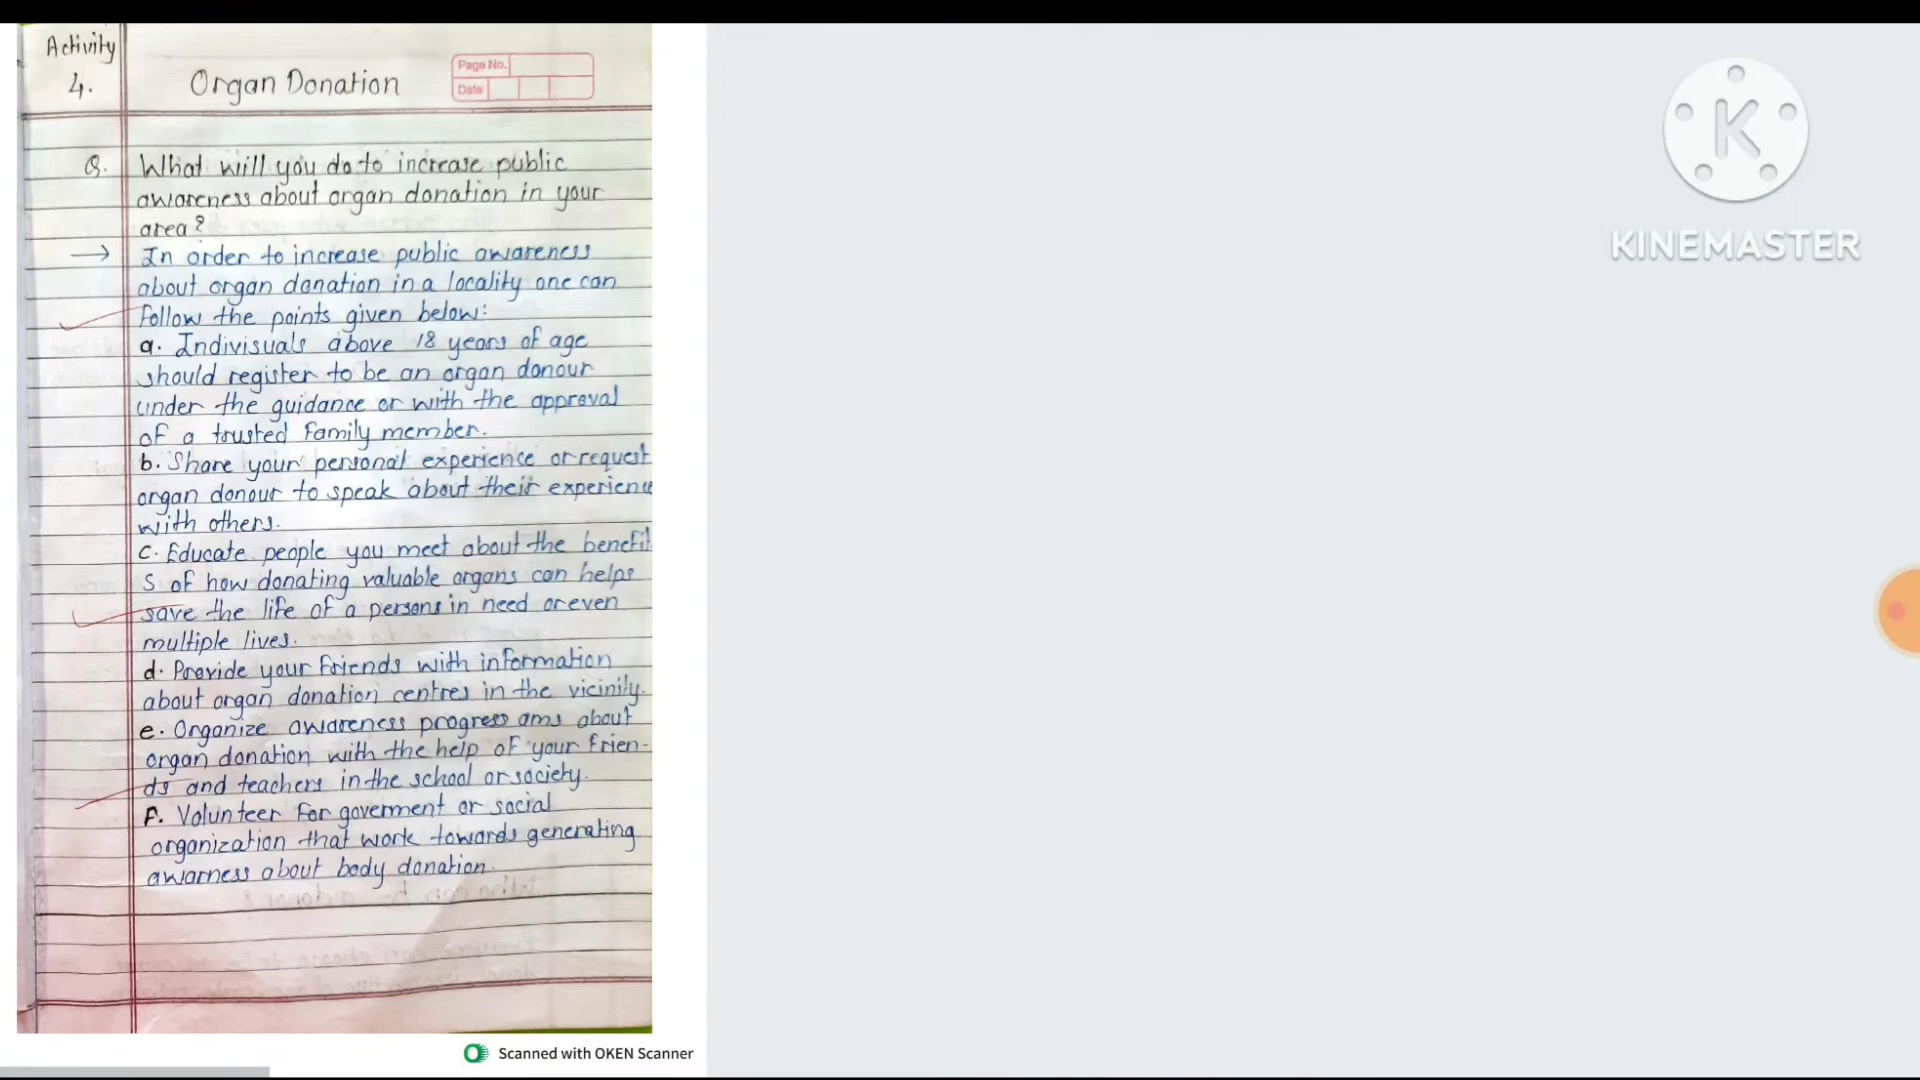 Activity
4.
Organ Donation
Page No.
Date
Q. What will you do to increase public
awareness about organ donation in your
area?
→ In order to increase public awareness
about organ donation in a locality one can
follow the points given below:
a. Indivisuals above 18 years of age
should register to be an organ donour
under the guidance or with the approval
of a trusted family member.
b. Share your personal experience or request
organ donour to speak about their experience
with others.
c. Educate people you meet about the benefit
s of how donating valuable organs can helps
save the life of a persons in need or even
multiple lives.
d. Provide your friends with information
about organ donation centres in the vicinity.
e. Organize awareness progress ams about
organ donation with the help of your frien-
ds and teachers in the school or society.
F. Volunteer for goverment or social
organization that work towards generating
awarness about body donation.
Scanned with OKEN Scanner
K
KINEMASTER